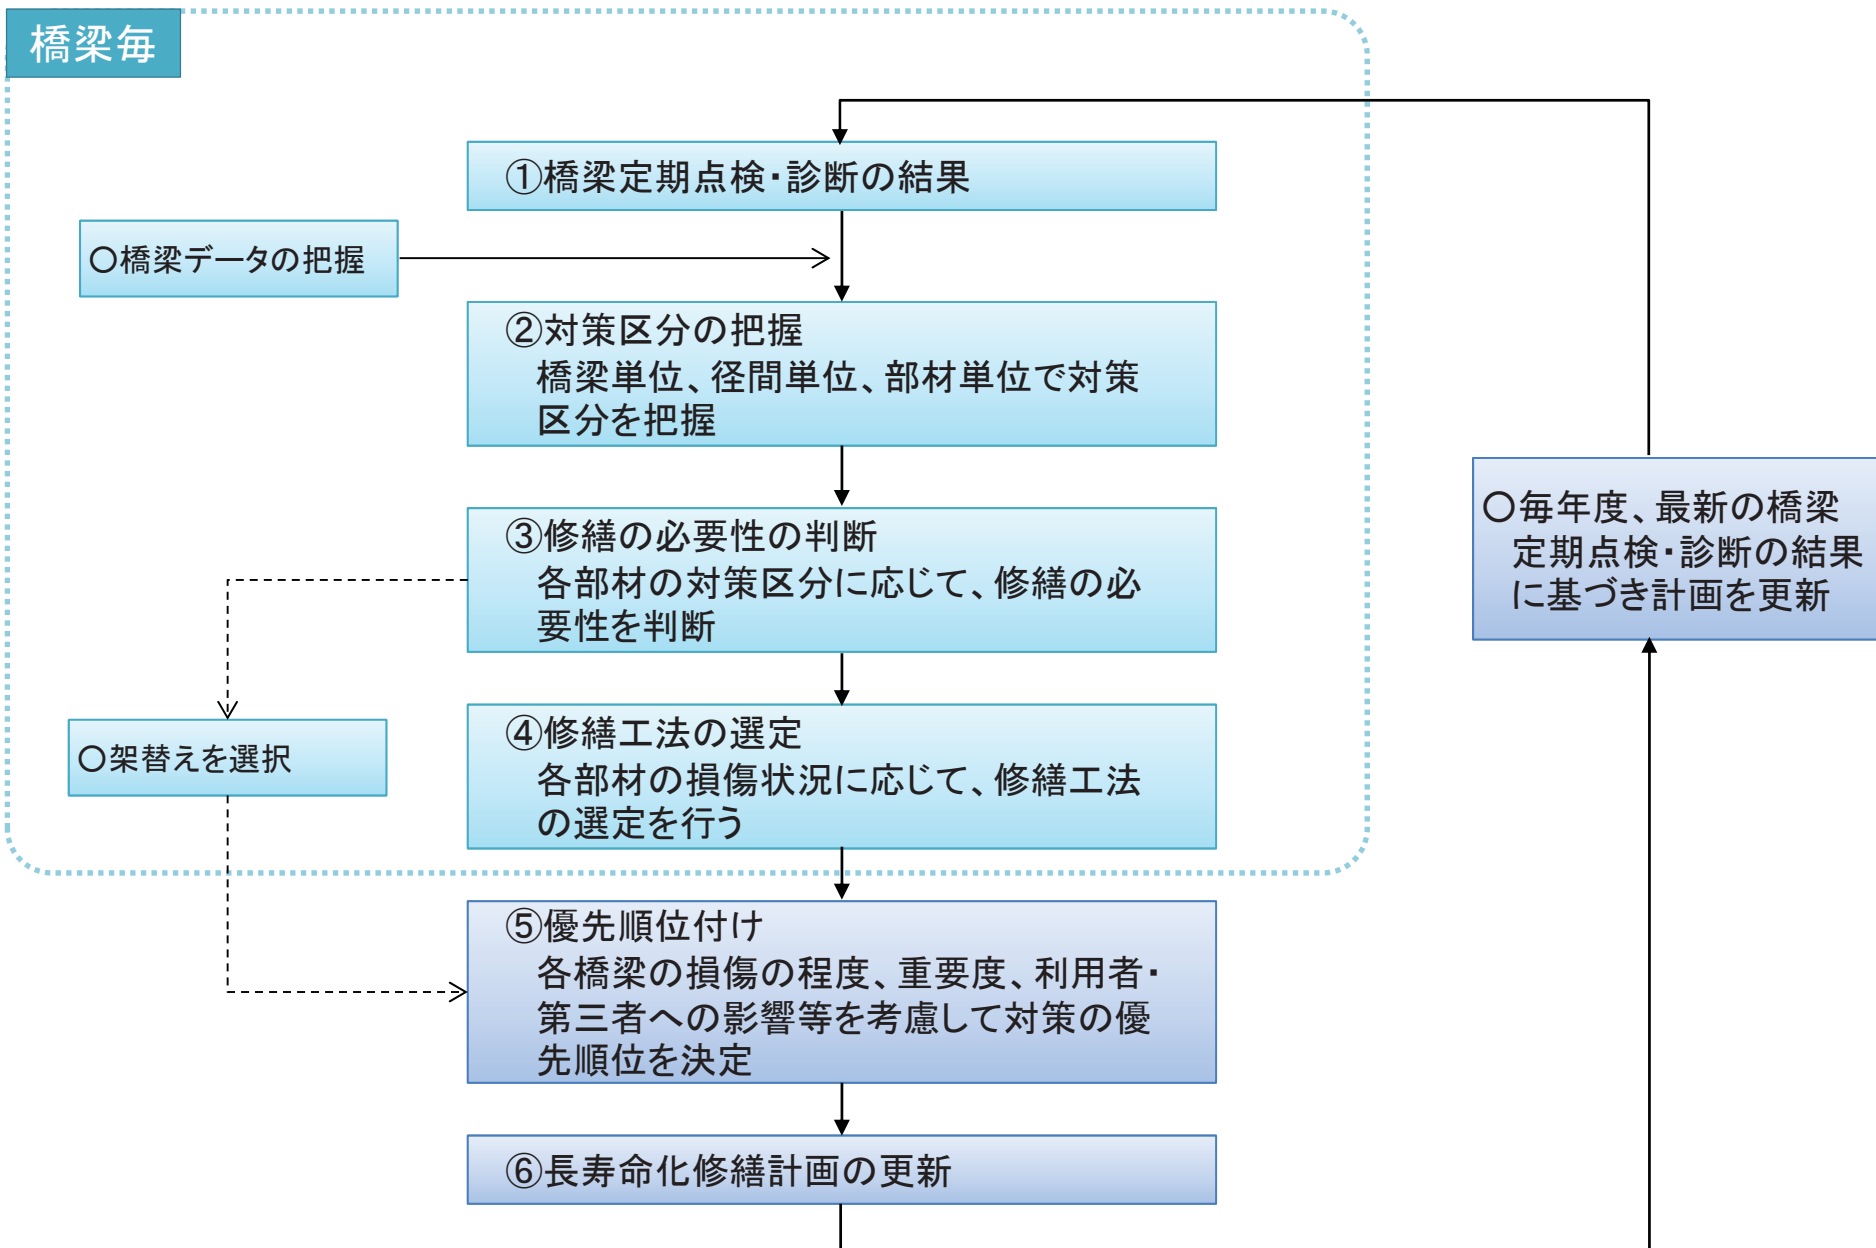 橋梁毎
①橋梁定期点検・診断の結果
○橋梁データの把握
②対策区分の把握
橋梁単位、径間単位、部材単位で対策
区分を把握
③修繕の必要性の判断
各部材の対策区分に応じて、修繕の必
要性を判断
○毎年度、最新の橋梁
定期点検・診断の結果
に基づき計画を更新
○架替えを選択
④修繕工法の選定
各部材の損傷状況に応じて、修繕工法
の選定を行う
⑤優先順位付け
各橋梁の損傷の程度、重要度、利用者・
第三者への影響等を考慮して対策の優
先順位を決定
⑥長寿命化修繕計画の更新